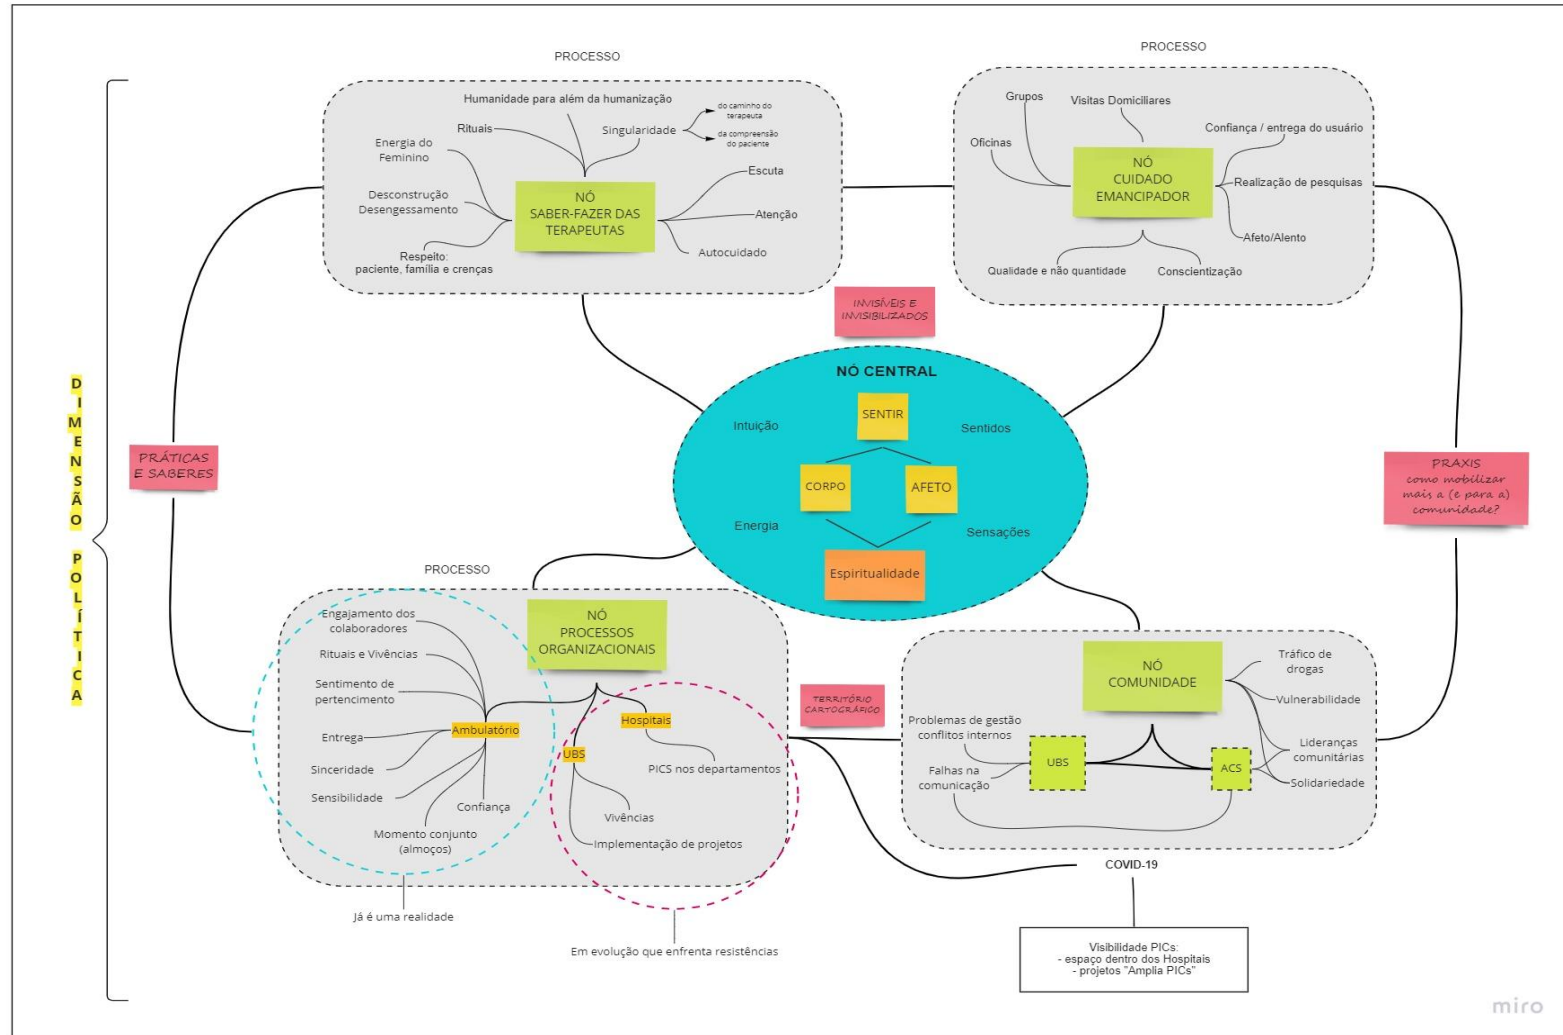 PROCESSO
Humanidade para além da humanização
Rituais
Singularidade
do caminho do
terapeuta
da compreensão
do paciente
Energia do
Feminino
Desconstrução
Desengessamento
Respeito:
paciente, família e crenças
NÓ
SABER-FAZER DAS
TERAPEUTAS
Escuta
Atenção
Autocuidado
PROCESSO
Grupos
Visitas Domiciliares
Oficinas
Confiança / entrega do usuário
NÓ
CUIDADO
EMANCIPADOR
Realização de pesquisas
Afeto/Alento
Qualidade e não quantidade
Conscientização
INVISÍVEIS E
INVISIBILIZADOS
DIMENSÃO POLÍTICA
PRÁTICAS
E SABERES
NÓ CENTRAL
SENTIR
Intuição
Sentidos
CORPO
AFETO
Energia
Sensações
Espiritualidade
PRAXIS
como mobilizar
mais a (e para a)
comunidade?
PROCESSO
NÓ
PROCESSOS
ORGANIZACIONAIS
Engajamento dos
colaboradores
Rituais e Vivências
Sentimento de
pertencimento
Entrega
Ambulatório
Sinceridade
Sensibilidade
Confiança
Momento conjunto
(almoços)
Hospitais
UBS
PICS nos departamentos
Vivências
Implementação de projetos
Já é uma realidade
Em evolução que enfrenta resistências
TERRITÓRIO
CARTOGRÁFICO
NÓ
COMUNIDADE
Tráfico de
drogas
Vulnerabilidade
Lideranças
comunitárias
Solidariedade
Problemas de gestão
conflitos internos
Falhas na
comunicação
UBS
ACS
COVID-19
Visibilidade PICs:
- espaço dentro dos Hospitais
- projetos "Amplia PICs"
miro